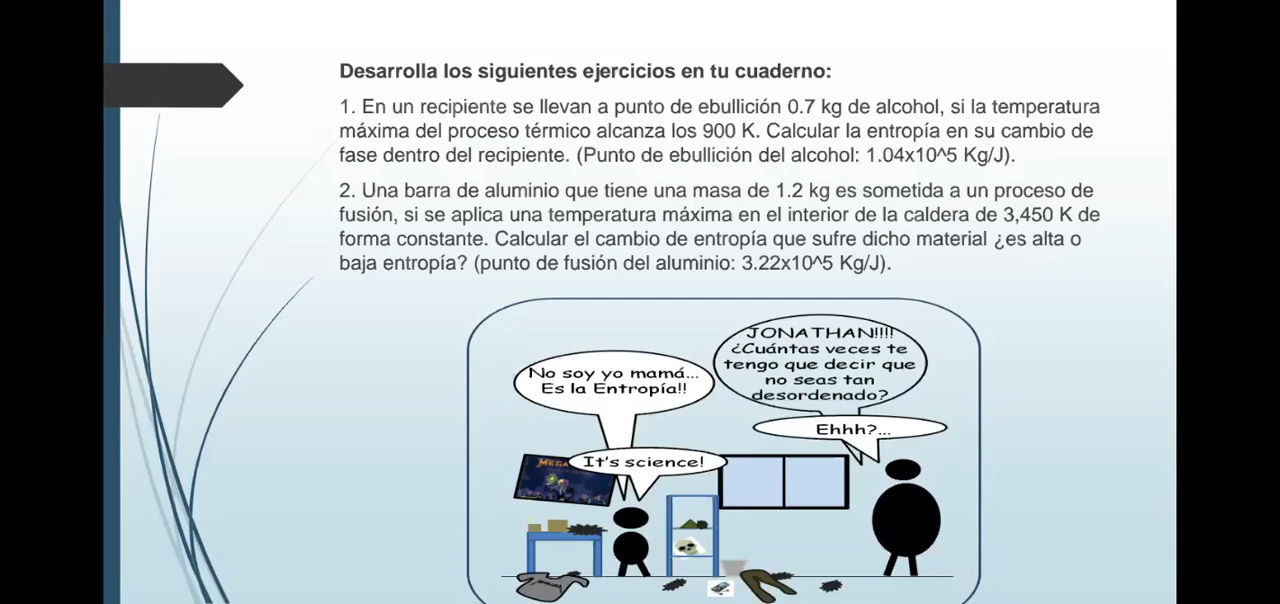 Desarrolla los siguientes ejercicios en tu cuaderno:
1. En un recipiente se llevan a punto de ebullición 0.7 kg de alcohol, si la temperatura
máxima del proceso térmico alcanza los 900 K. Calcular la entropía en su cambio de
fase dentro del recipiente. (Punto de ebullición del alcohol: 1.04x10^5 Kg/J).
2. Una barra de aluminio que tiene una masa de 1.2 kg es sometida a un proceso de
fusión, si se aplica una temperatura máxima en el interior de la caldera de 3,450 K de
forma constante. Calcular el cambio de entropía que sufre dicho material ¿es alta o
baja entropía? (punto de fusión del aluminio: 3.22x10^5 Kg/J).
JONATHAN!!!!
¿Cuántas veces te
tengo que decir que
no seas tan
desordenado?
No soy yo mamá...
Es la Entropía!!
Ehhh?...
It's science!